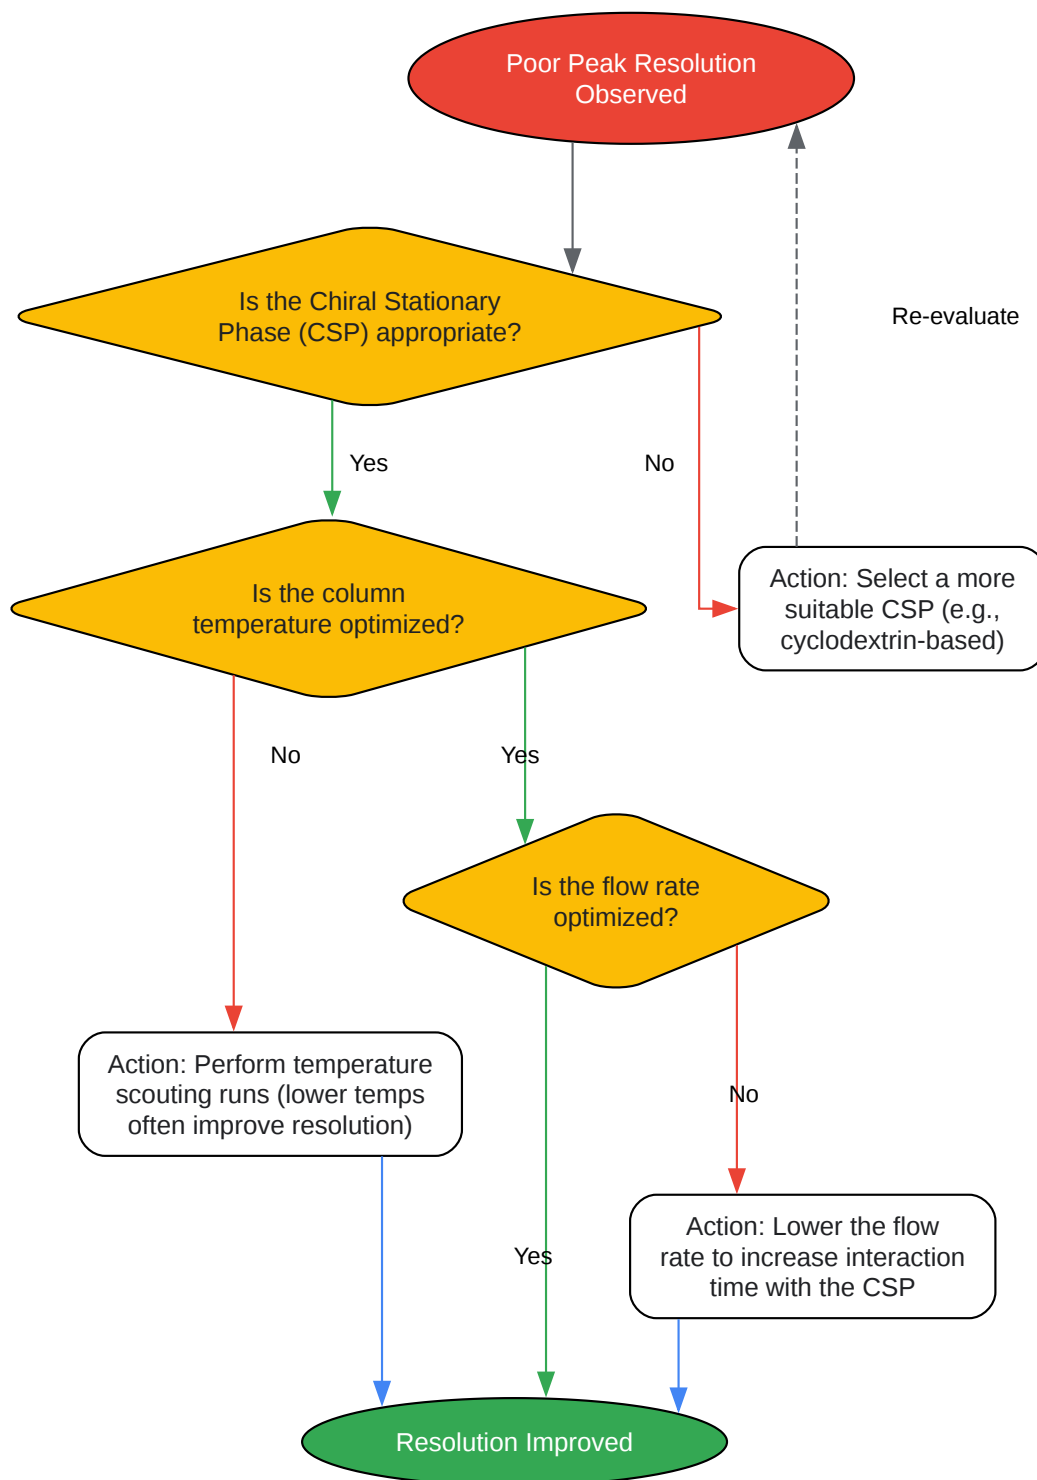 Poor Peak Resolution
Observed
Is the Chiral Stationary
Phase (CSP) appropriate?
Re-evaluate
Yes
No
Is the column
temperature optimized?
Action: Select a more
suitable CSP (e.g.,
cyclodextrin-based)
No
Yes
Is the flow rate
optimized?
Action: Perform temperature
scouting runs (lower temps
often improve resolution)
No
Yes
Action: Lower the flow
rate to increase interaction
time with the CSP
Resolution Improved